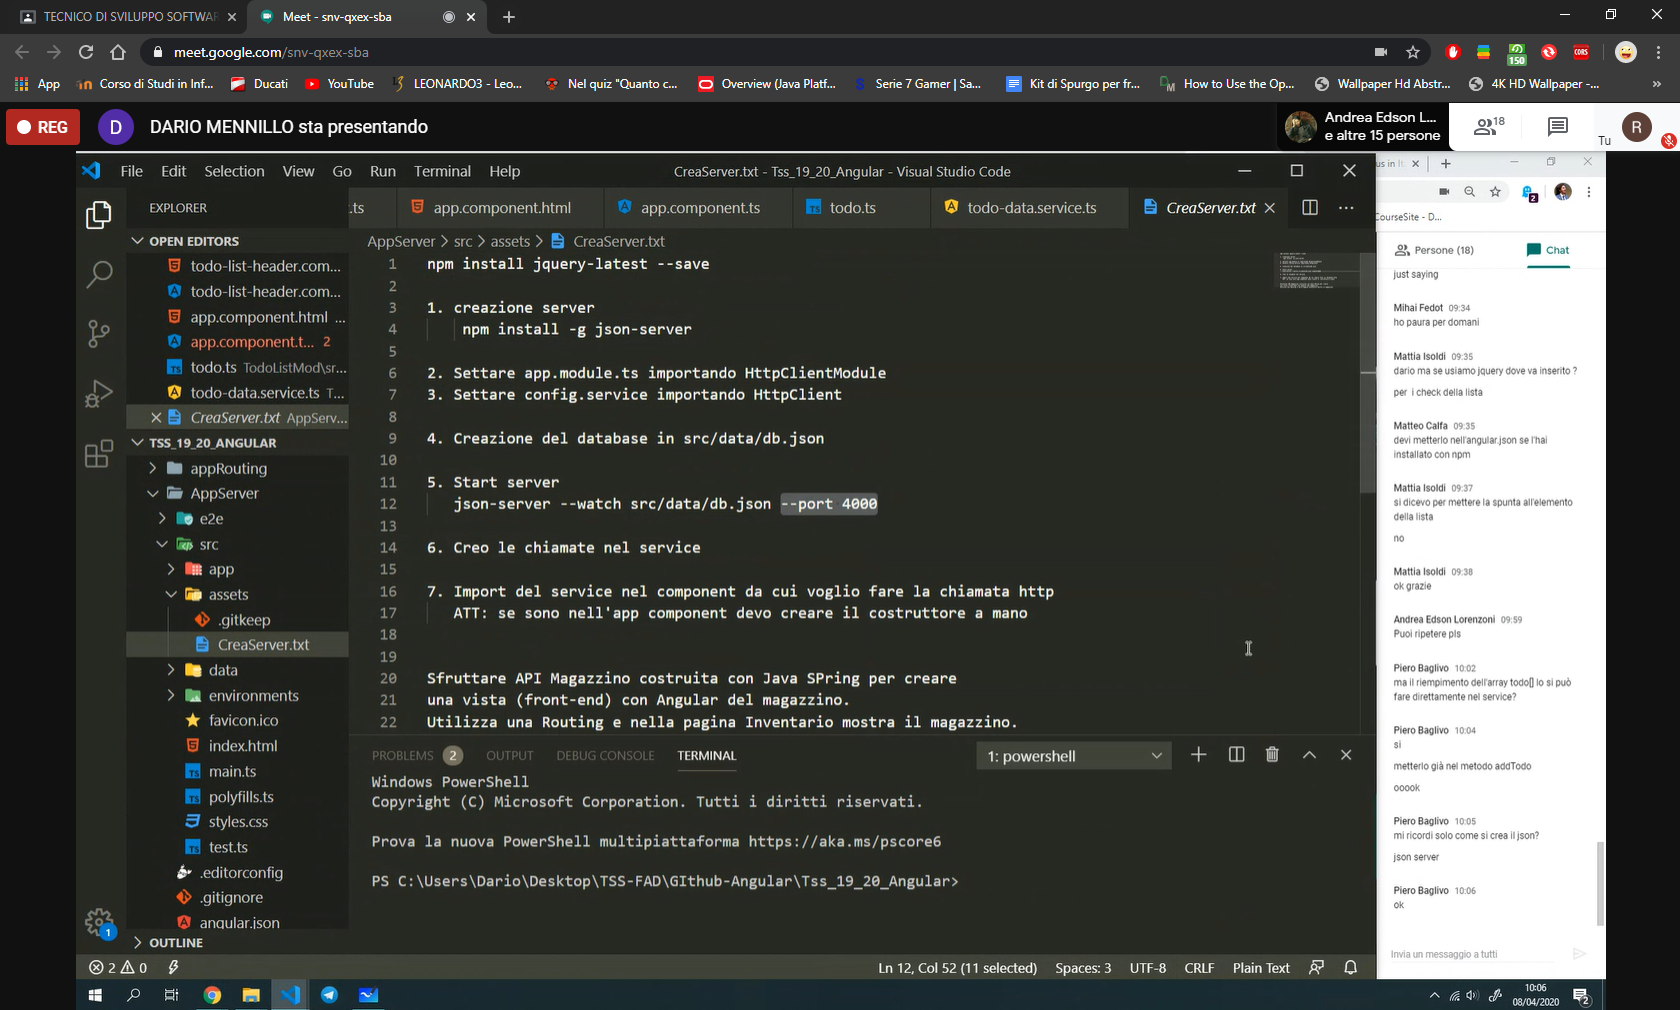 TECNICO DI SVILUPPO SOFTWAR
Meet - snv-qxex-sba
meet.google.com/snv-qxex-sba
150
CORS
App
Corso di Studi in Inf...
Ducati
YouTube
LEONARDO3 - Leo...
Nel quiz "Quanto c...
Overview (Java Platf...
Serie 7 Gamer | Sa...
Kit di Spurgo per fr...
How to Use the Op...
Wallpaper Hd Abstr...
4K HD Wallpaper -...
REG
D
DARIO MENNILLO sta presentando
Andrea Edson L...
e altre 15 persone
18
Tu
R
File Edit Selection View Go Run Terminal Help
CreaServer.txt - Tss_19_20_Angular - Visual Studio Code
EXPLORER
.ts
app.component.html
app.component.ts
todo.ts
todo-data.service.ts
CreaServer.txt
OPEN EDITORS
todo-list-header.com...
todo-list-header.com...
app.component.html ...
app.component.t... 2
todo.ts TodoListMod\sr...
todo-data.service.ts T...
CreaServer.txt AppServ...
TSS_19_20_ANGULAR
appRouting
AppServer
e2e
src
app
assets
.gitkeep
CreaServer.txt
data
environments
favicon.ico
index.html
main.ts
polyfills.ts
styles.css
test.ts
.editorconfig
.gitignore
angular.json
OUTLINE
1
AppServer > src > assets > CreaServer.txt
1 npm install jquery-latest --save
2
3 1. creazione server
4 npm install -g json-server
5
6 2. Settare app.module.ts importando HttpClientModule
7 3. Settare config.service importando HttpClient
8
9 4. Creazione del database in src/data/db.json
10
11 5. Start server
12 json-server --watch src/data/db.json --port 4000
13
14 6. Creo le chiamate nel service
15
16 7. Import del service nel component da cui voglio fare la chiamata http
17 ATT: se sono nell'app component devo creare il costruttore a mano
18
19
20 Sfruttare API Magazzino costruita con Java SPring per creare
21 una vista (front-end) con Angular del magazzino.
22 Utilizza una Routing e nella pagina Inventario mostra il magazzino.
PROBLEMS 2 OUTPUT DEBUG CONSOLE TERMINAL
1: powershell
Windows PowerShell
Copyright (C) Microsoft Corporation. Tutti i diritti riservati.
Prova la nuova PowerShell multipiattaforma https://aka.ms/pscore6
PS C:\Users\Dario\Desktop\TSS-FAD\GIthub-Angular\Tss_19_20_Angular>
2 0
Ln 12, Col 52 (11 selected) Spaces: 3 UTF-8 CRLF Plain Text
us in It
2
CourseSite - D...
Persone (18)
Chat
just saying
Mihai Fedot 09:34
ho paura per domani
Mattia Isoldi 09:35
dario ma se usiamo jquery dove va inserito ?
per i check della lista
Matteo Calfa 09:35
devi metterlo nell'angular.json se l'hai
installato con npm
Mattia Isoldi 09:37
si dicevo per mettere la spunta all'elemento
della lista
no
Mattia Isoldi 09:38
ok grazie
Andrea Edson Lorenzoni 09:59
Puoi ripetere pls
Piero Baglivo 10:02
ma il riempimento dell'array todo[] lo si può
fare direttamente nel service?
Piero Baglivo 10:04
si
metterlo già nel metodo addTodo
ooook
Piero Baglivo 10:05
mi ricordi solo come si crea il json?
json server
Piero Baglivo 10:06
ok
Invia un messaggio a tutti
10:06
08/04/2020
2